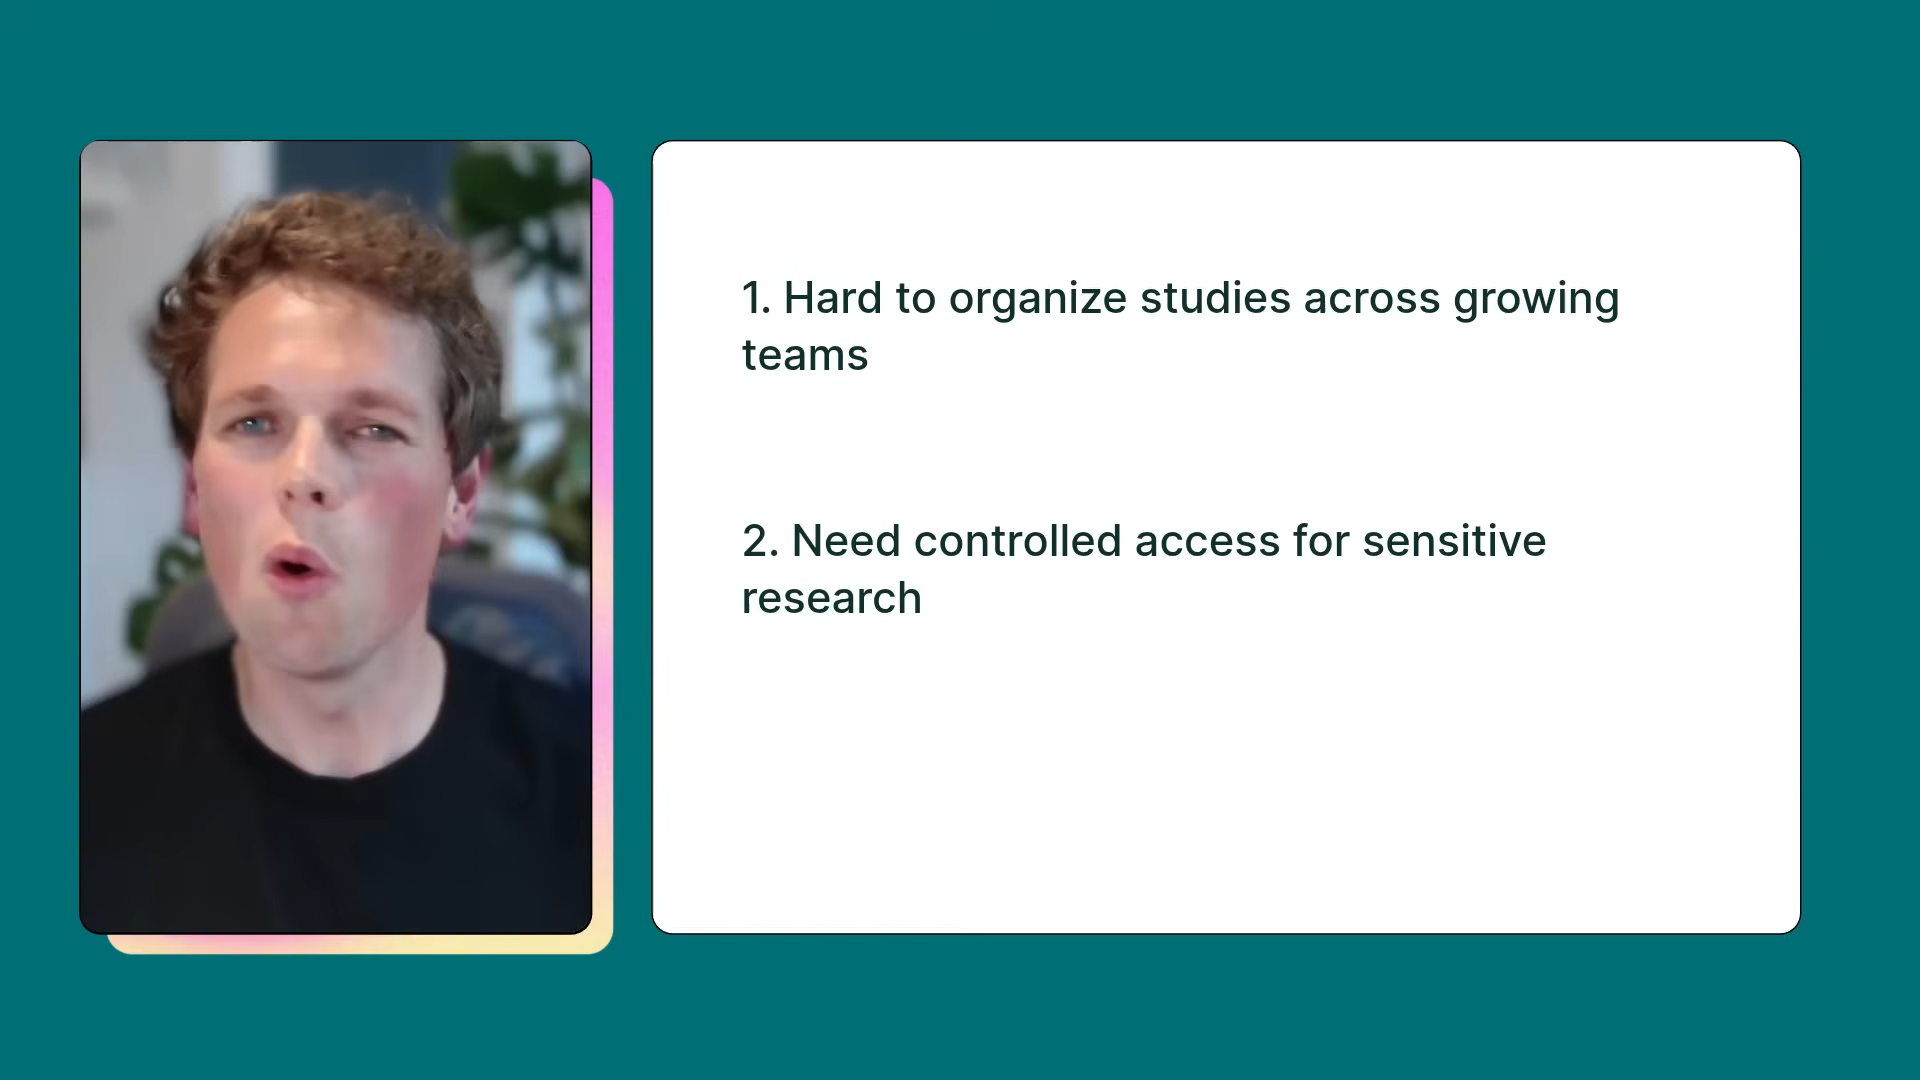 1. Hard to organize studies across growing
teams
2. Need controlled access for sensitive
research